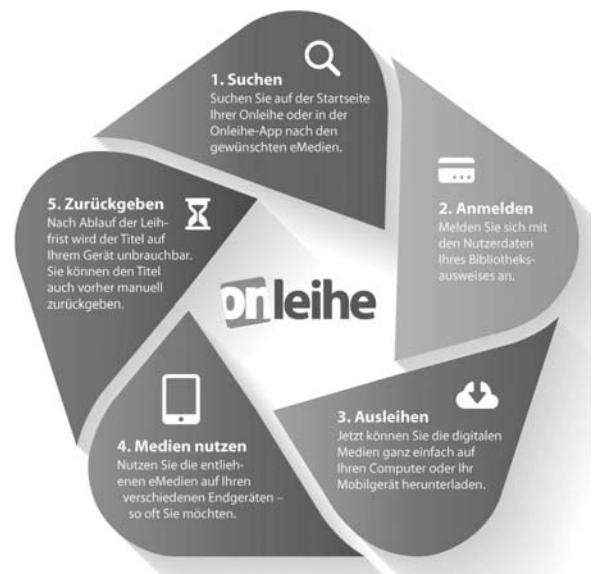 1. Suchen
Suchen Sie auf der Startseite
Ihrer Onleihe oder in der
Onleihe-App nach den
gewünschten eMedien.
2. Anmelden
Melden Sie sich mit
den Nutzerdaten
Ihres Bibliotheks-
ausweises an.
3. Ausleihen
Jetzt können Sie die digitalen
Medien ganz einfach auf
Ihren Computer oder Ihr
Mobilgerät herunterladen.
4. Medien nutzen
Nutzen Sie die entlieh-
enen eMedien auf Ihren
verschiedenen Endgeräten –
so oft Sie möchten.
5. Zurückgeben
Nach Ablauf der Leih-
frist wird der Titel auf
Ihrem Gerät unbrauchbar.
Sie können den Titel
auch vorher manuell
zurückgeben.
onleihe